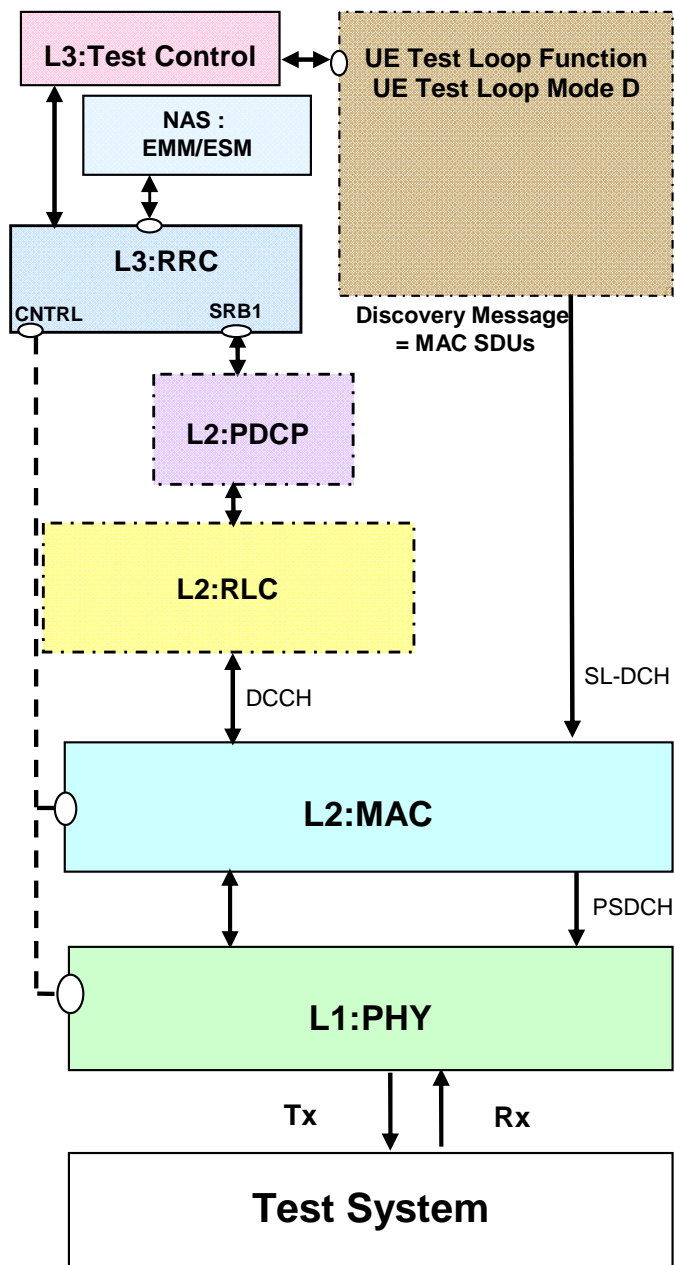 L3:Test Control
UE Test Loop Function
UE Test Loop Mode D
NAS :
EMM/ESM
L3:RRC
CNTRL
SRB1
Discovery Message
= MAC SDUs
L2:PDCP
L2:RLC
DCCH
SL-DCH
L2:MAC
PSDCH
L1:PHY
Tx
Rx
Test System